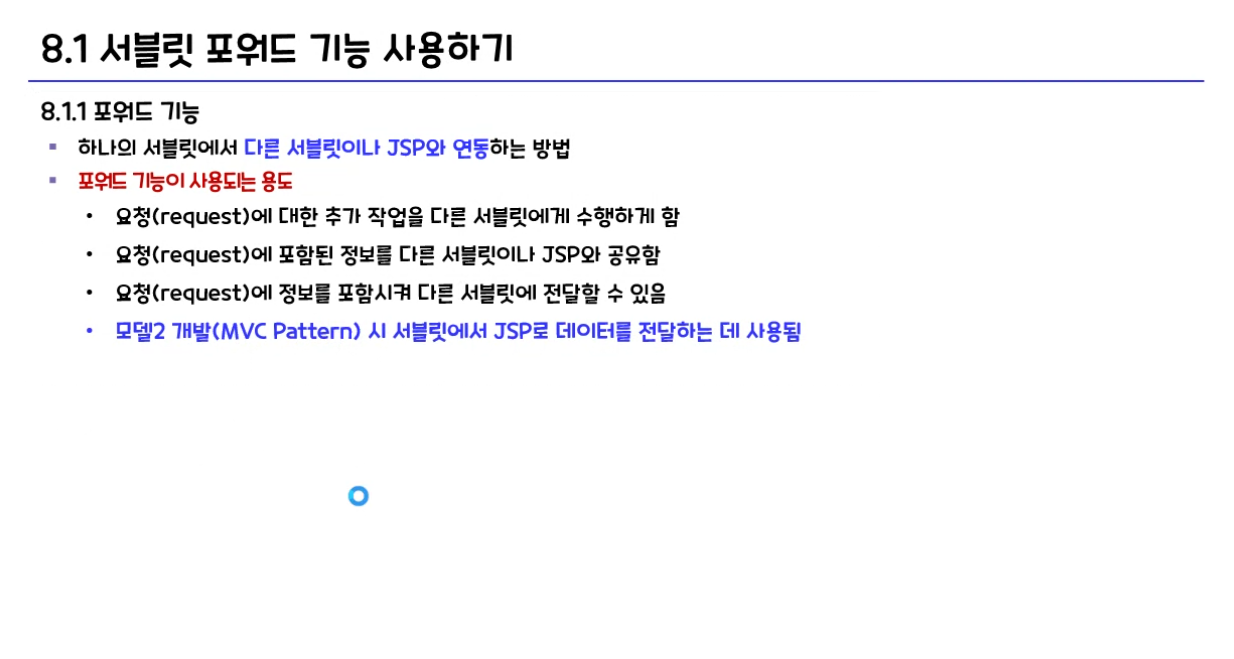 8.1 서블릿 포워드 기능 사용하기
8.1.1 포워드 기능
▪ 하나의 서블릿에서 다른 서블릿이나 JSP와 연동하는 방법
▪ 포워드 기능이 사용되는 용도
• 요청(request)에 대한 추가 작업을 다른 서블릿에게 수행하게 함
• 요청(request)에 포함된 정보를 다른 서블릿이나 JSP와 공유함
• 요청(request)에 정보를 포함시켜 다른 서블릿에 전달할 수 있음
• 모델2 개발(MVC Pattern) 시 서블릿에서 JSP로 데이터를 전달하는 데 사용됨